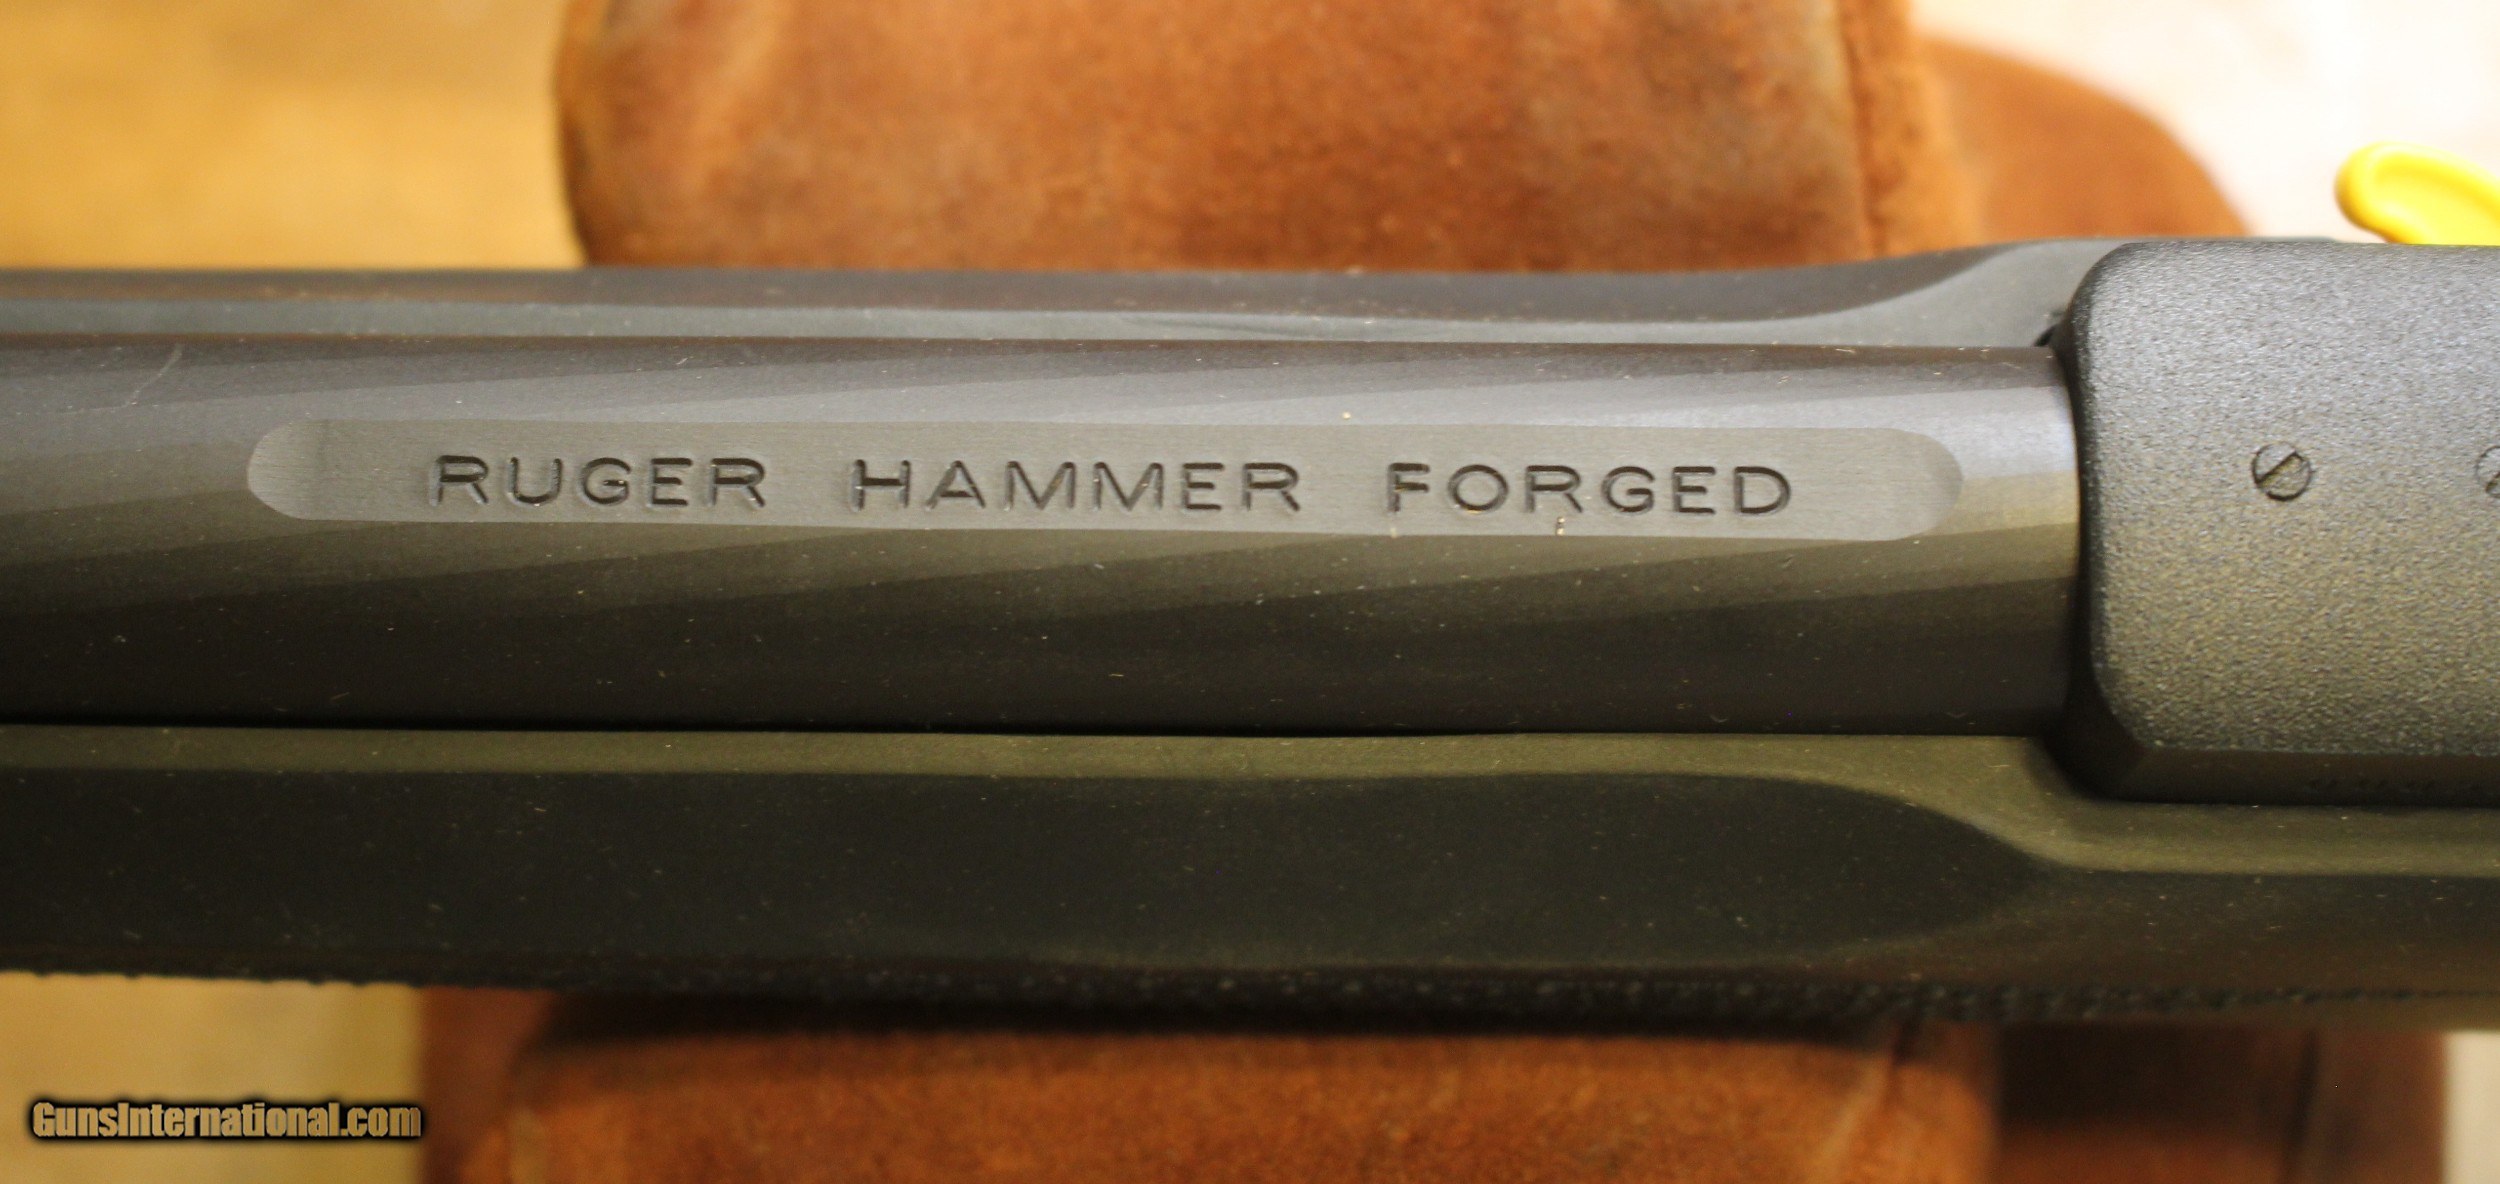 RUGER HAMMER FORGED
GunsInternational.com